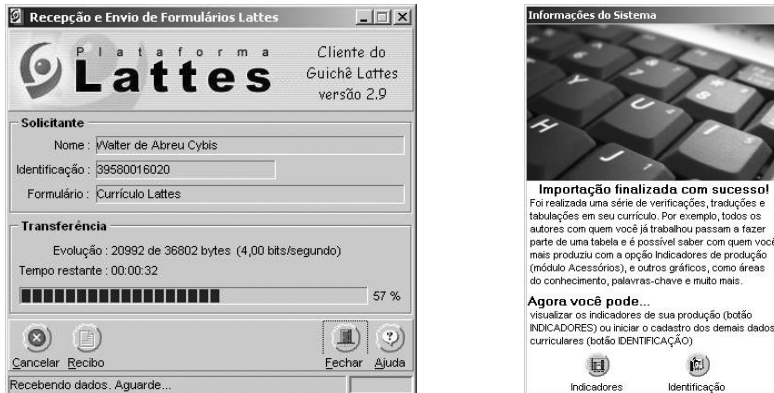 Recepção e Envio de Formulários Lattes
Plataforma
Lattes
Cliente do
Guichê Lattes
versão 2.9
Solicitante
Nome : Walter de Abreu Cybis
Identificação : 39580016020
Formulário : Currículo Lattes
Transferência
Evolução : 20992 de 36802 bytes (4,00 bits/segundo)
Tempo restante : 00:00:32
57 %
Cancelar Recibo Fechar Ajuda
Recebendo dados. Aguarde...
Informações do Sistema
Y U 8
H J 1 5
Importação finalizada com sucesso!
Foi realizada uma série de verificações, traduções e
tabulações em seu currículo. Por exemplo, todos os
autores com quem você já trabalhou passam a fazer
parte de uma tabela e é possível saber com quem você
mais produziu com a opção Indicadores de produção
(módulo Acessórios), e outros gráficos, como áreas
do conhecimento, palavras-chave e muito mais.
Agora você pode...
visualizar os indicadores de sua produção (botão
INDICADORES) ou iniciar o cadastro dos demais dados
curriculares (botão IDENTIFICAÇÃO)
Indicadores Identificação